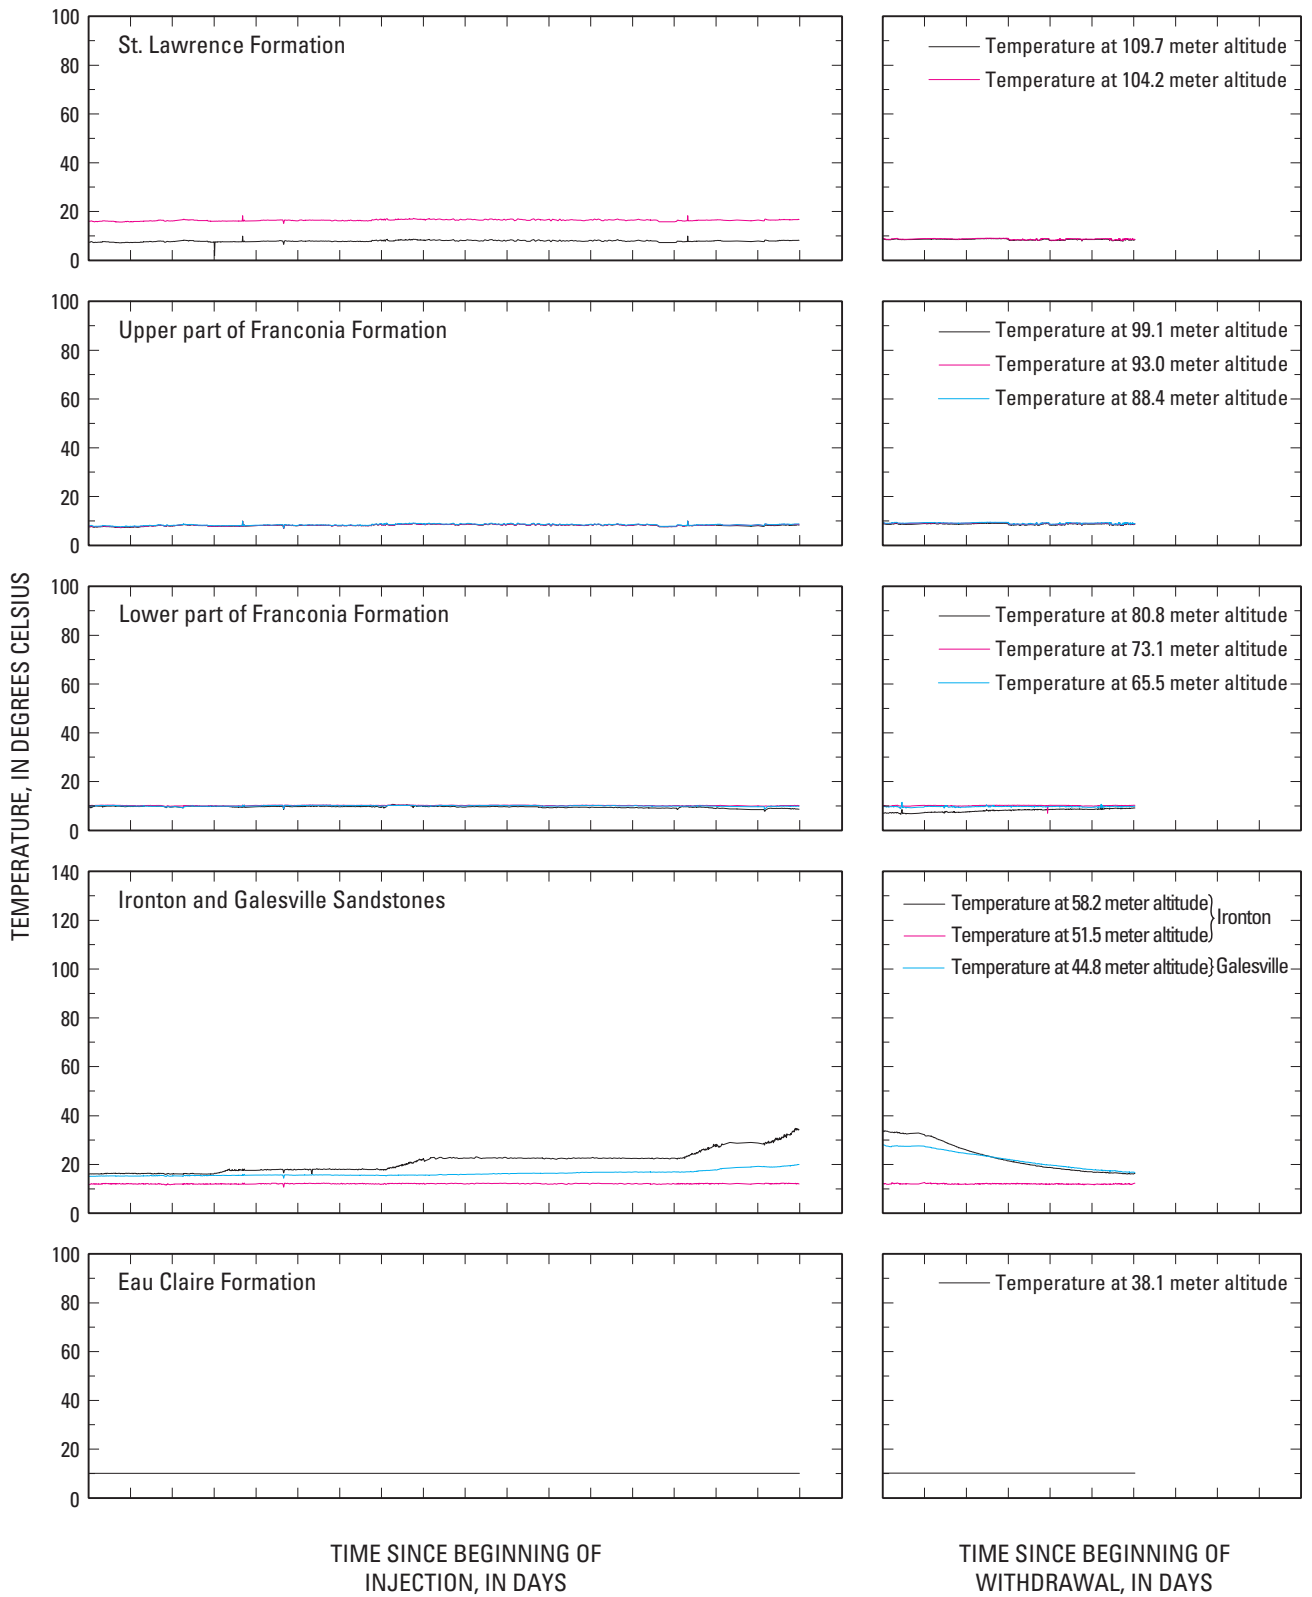 TEMPERATURE, IN DEGREES CELSIUS
100
80
60
40
20
0
St. Lawrence Formation
Temperature at 109.7 meter altitude
Temperature at 104.2 meter altitude
100
80
60
40
20
0
Upper part of Franconia Formation
Temperature at 99.1 meter altitude
Temperature at 93.0 meter altitude
Temperature at 88.4 meter altitude
100
80
60
40
20
0
Lower part of Franconia Formation
Temperature at 80.8 meter altitude
Temperature at 73.1 meter altitude
Temperature at 65.5 meter altitude
140
120
100
80
60
40
20
0
Ironton and Galesville Sandstones
Temperature at 58.2 meter altitude
Temperature at 51.5 meter altitude
Ironton
Temperature at 44.8 meter altitude} Galesville
100
80
60
40
20
0
Eau Claire Formation
Temperature at 38.1 meter altitude
TIME SINCE BEGINNING OF
INJECTION, IN DAYS
TIME SINCE BEGINNING OF
WITHDRAWAL, IN DAYS